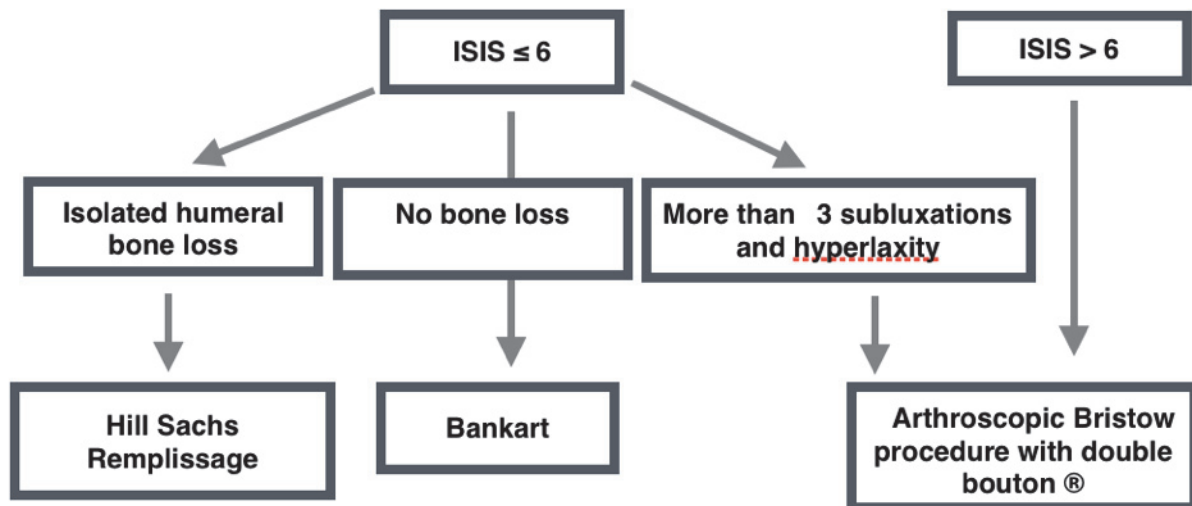 ISIS ≤ 6
ISIS > 6
Isolated humeral
bone loss
No bone loss
More than 3 subluxations
and hyperlaxity
Hill Sachs
Remplissage
Bankart
Arthroscopic Bristow
procedure with double
bouton ®